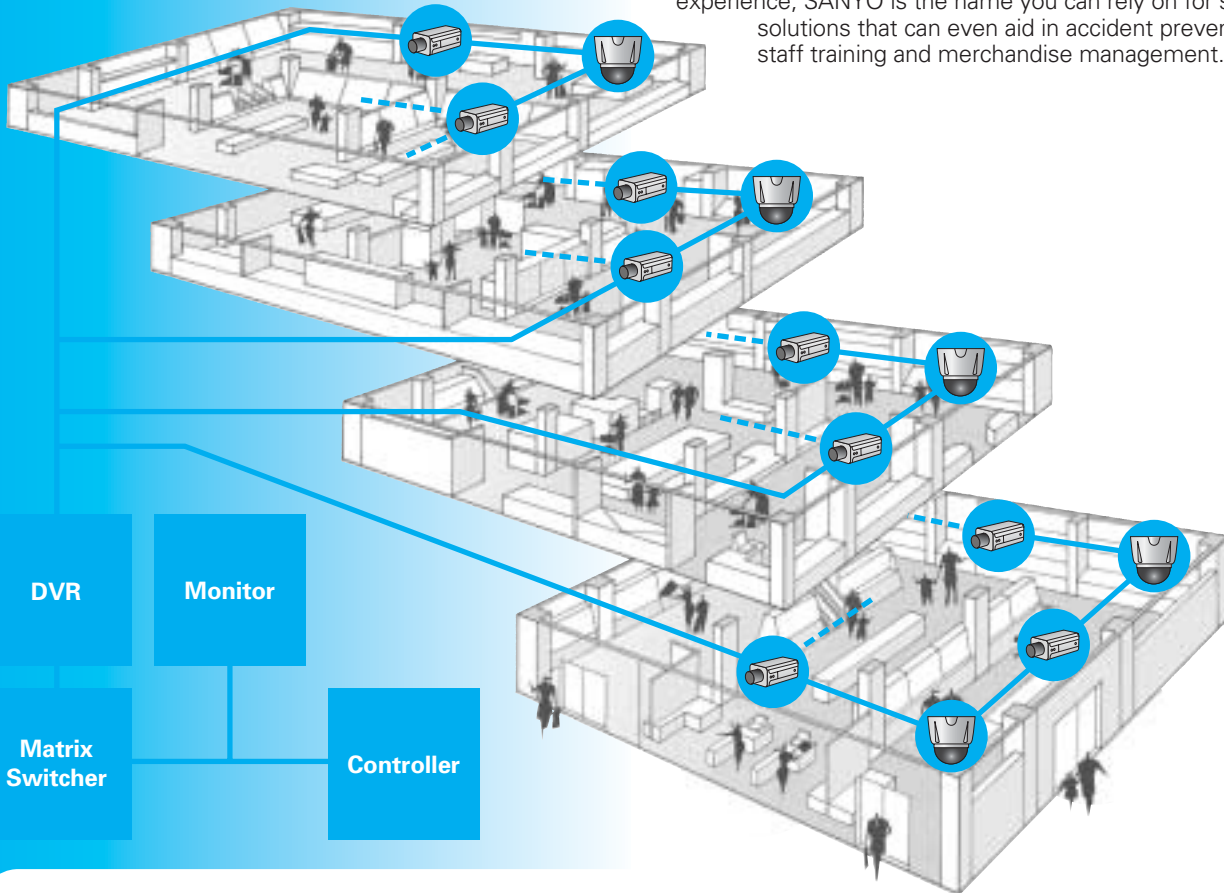 experience, SANYO is the name you can rely on for
solutions that can even aid in accident
staff training and merchandise management.
DVR
Monitor
Matrix
Switcher
Controller